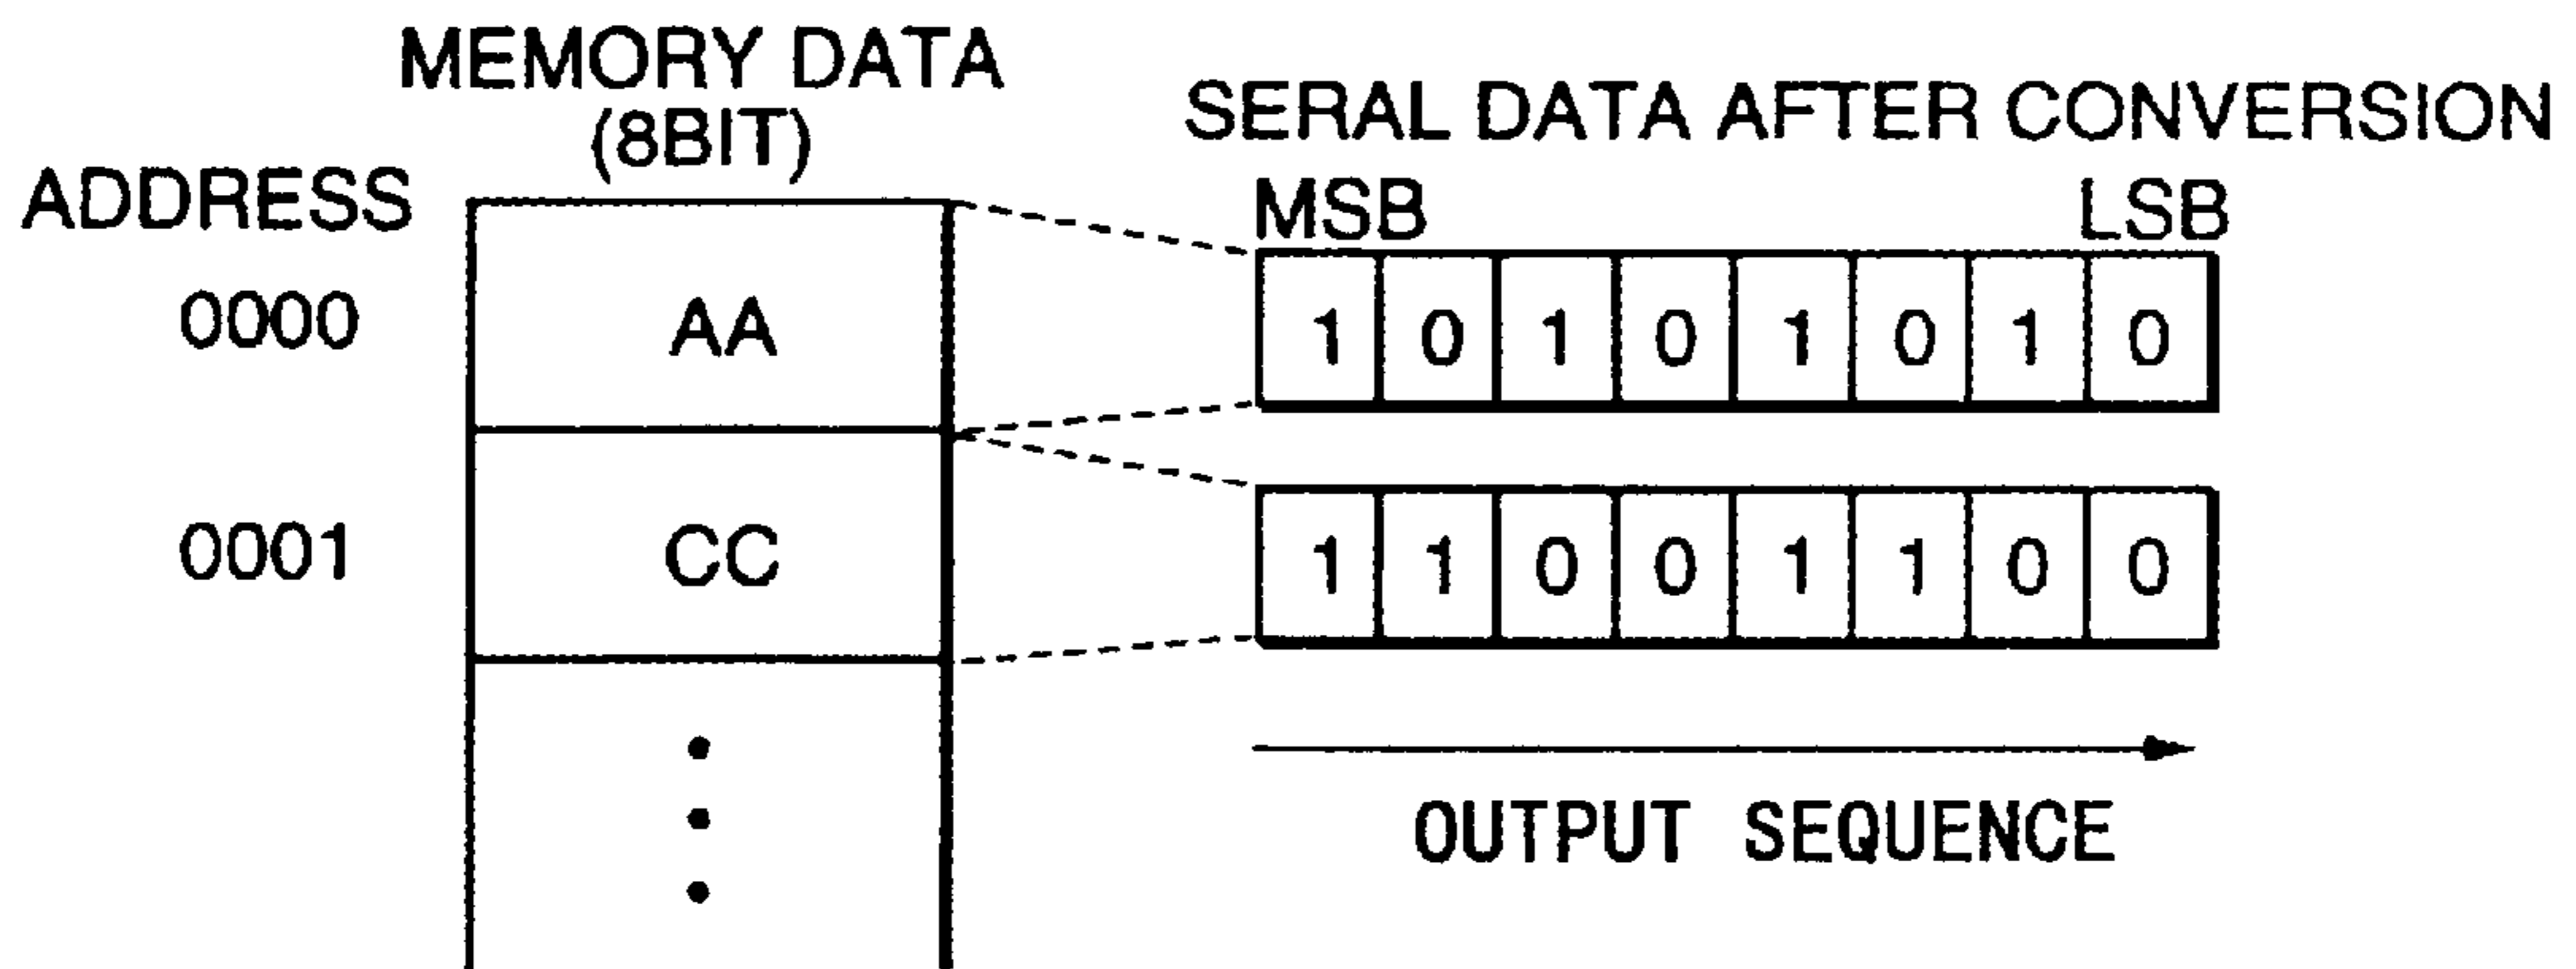 MEMORY DATA
(8BIT)
SERAL DATA AFTER CONVERSION
ADDRESS
MSB LSB
0000 AA 1 0 1 0 1 0 1 0
0001 CC 1 1 0 0 1 1 0 0
OUTPUT SEQUENCE